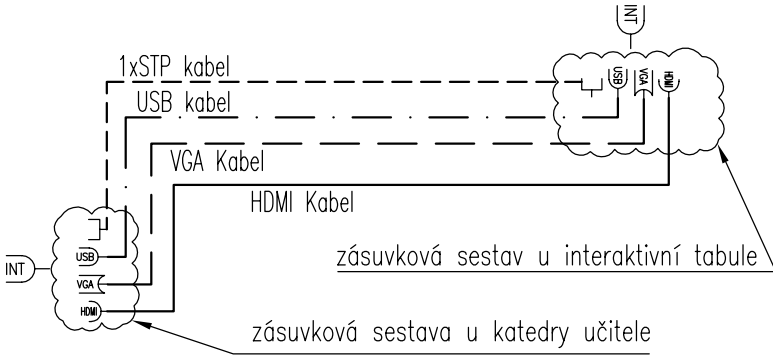 INT
1xSTP kabel
USB
VGA
HDMI
USB kabel
VGA Kabel
HDMI Kabel
zásuvková sestav u interaktivní tabule
USB
INT
VGA
HDMI
zásuvková sestava u katedry učitele